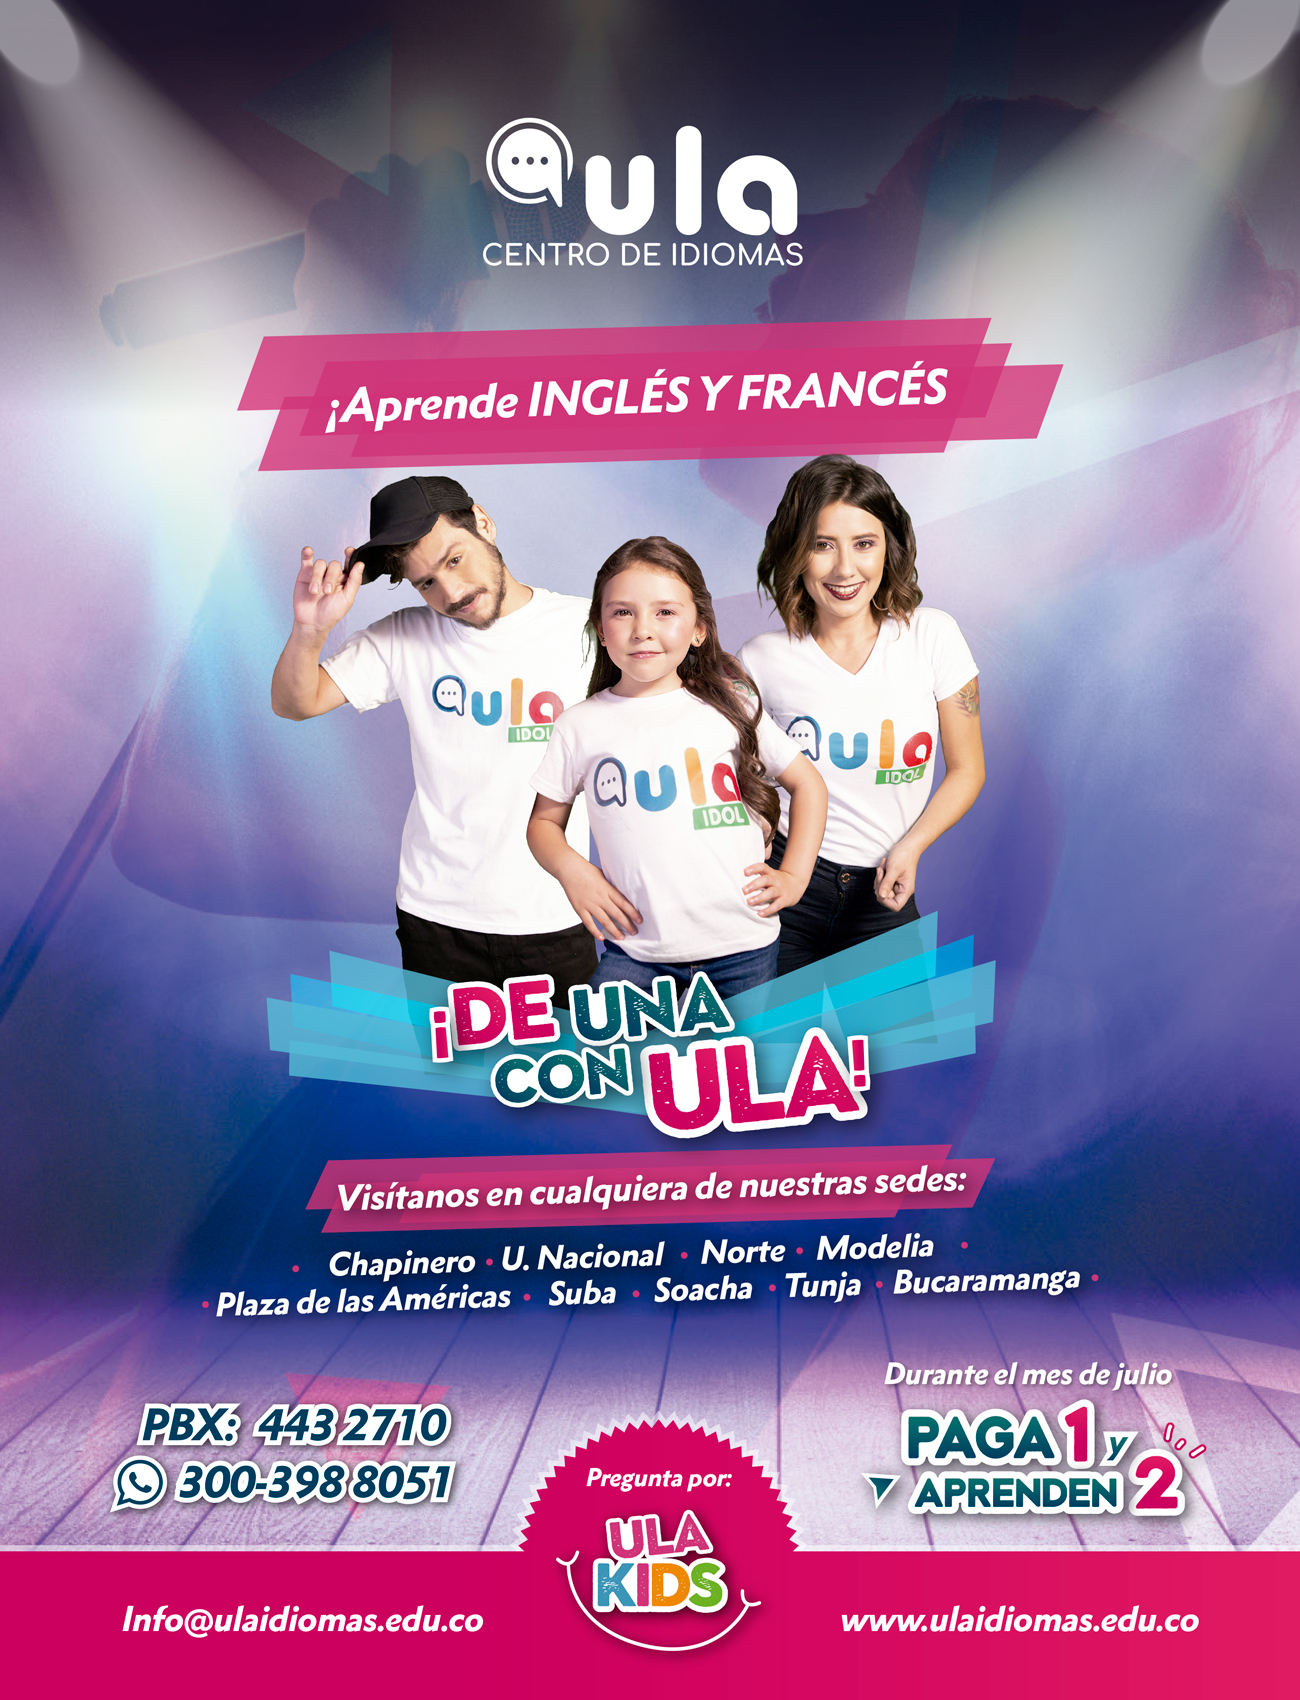 ula
CENTRO DE IDIOMAS
¡Aprende INGLÉS Y FRANCÉS
ula
IDOL
ula
IDOL
ula
IDOL
¡DE UNA
CON ULA!
Visítanos en cualquiera de nuestras sedes:
• Chapinero • U. Nacional • Norte • Modelia •
• Plaza de las Américas • Suba • Soacha • Tunja • Bucaramanga •
Durante el mes de julio
PAGA 1 y
APRENDEN 2
PBX: 443 2710
300-398 8051
Pregunta por:
ULA
KIDS
Info@ulaidiomas.edu.co
www.ulaidiomas.edu.co